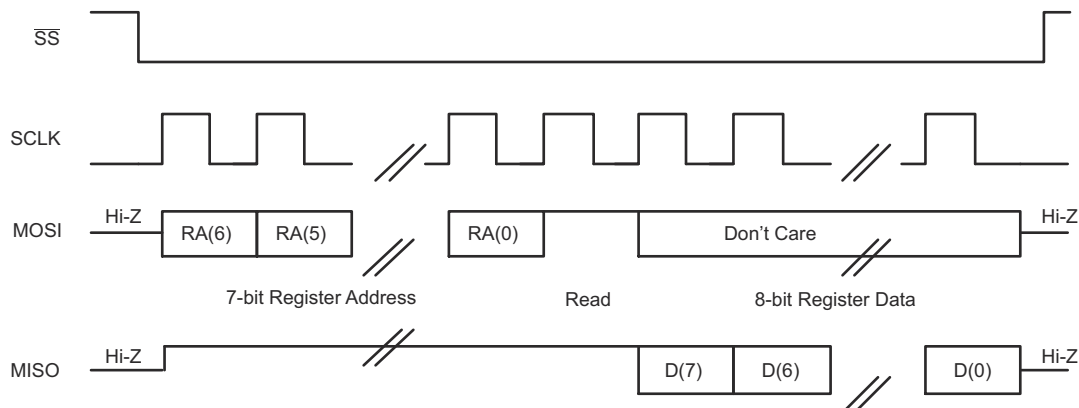 S̅S̅
SCLK
Hi-Z
Hi-Z
MOSI
RA(6)
RA(5)
RA(0)
Don't Care
7-bit Register Address
Read
8-bit Register Data
Hi-Z
Hi-Z
MISO
D(7)
D(6)
D(0)